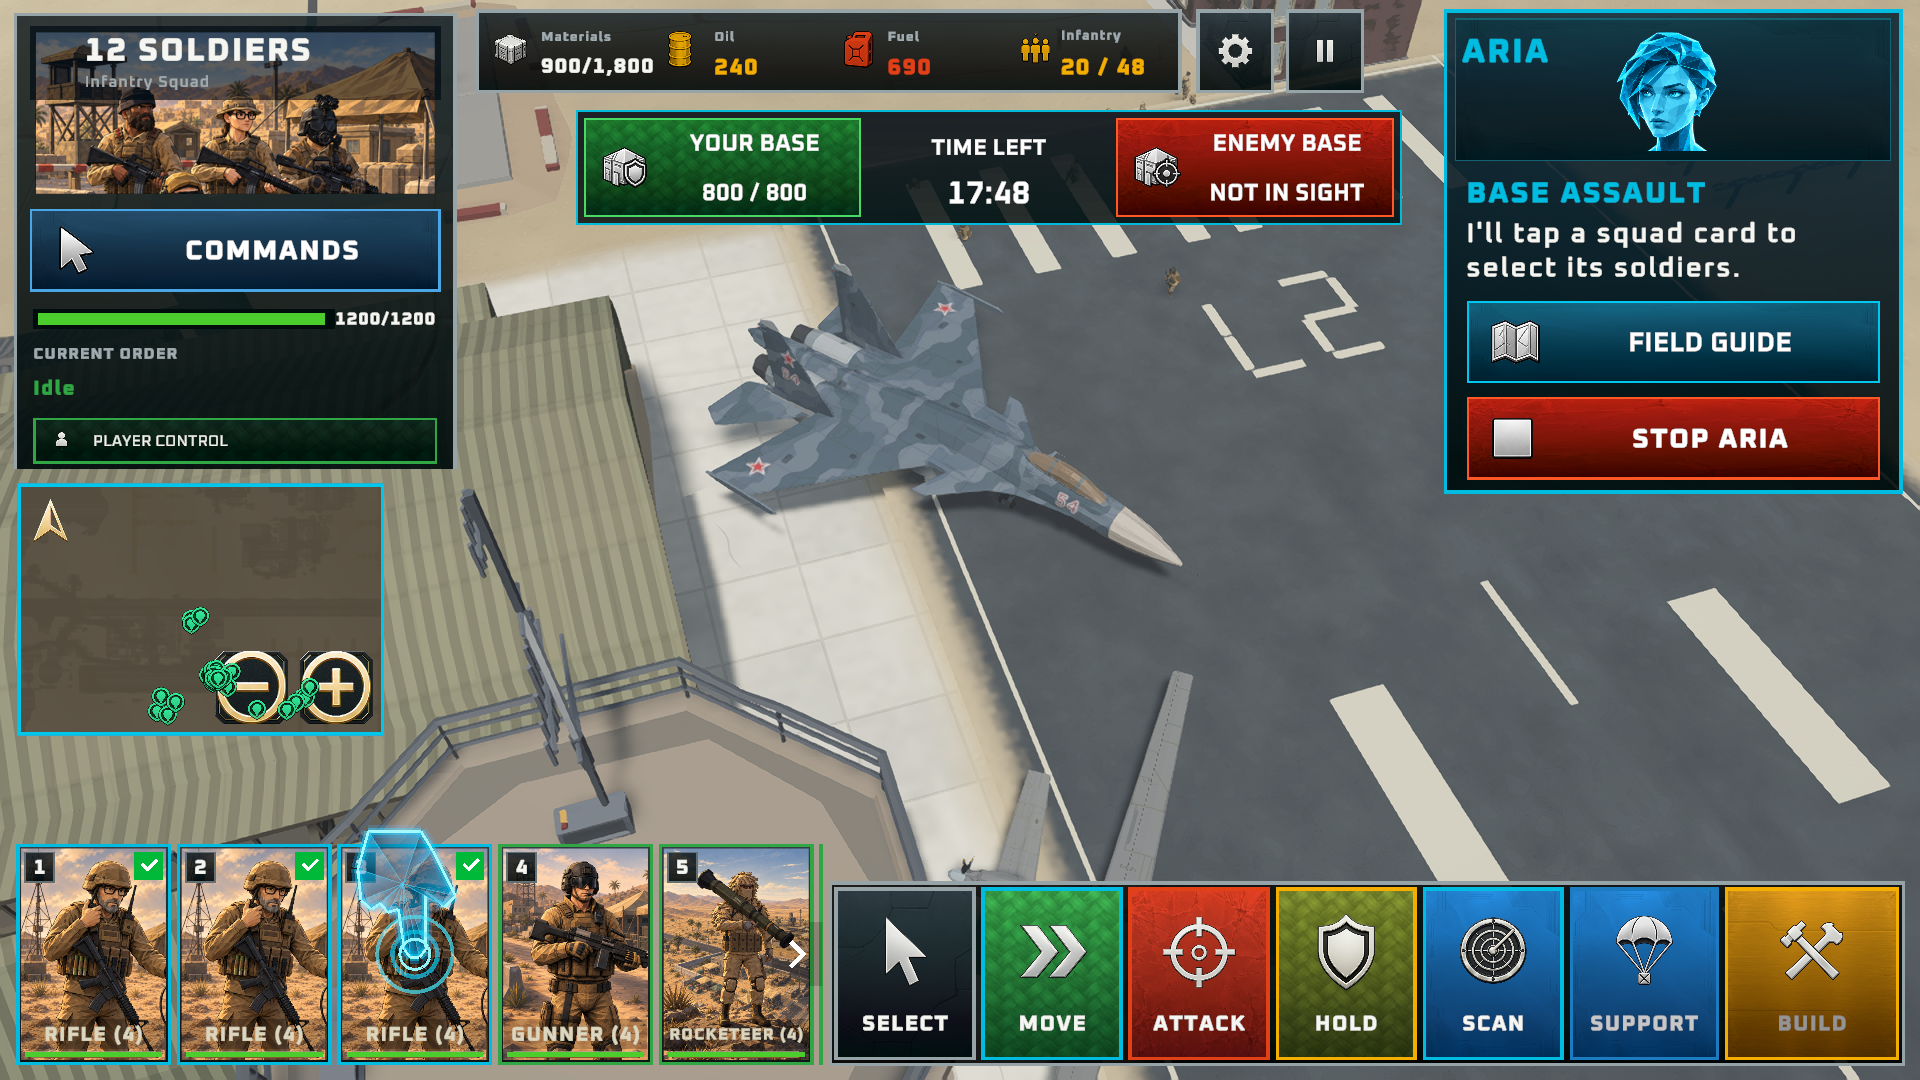 12 SOLDIERS
Infantry Squad
COMMANDS
1200/1200
CURRENT ORDER
Idle
PLAYER CONTROL
Materials
900/1,800
Oil
240
Fuel
690
Infantry
20 / 48
YOUR BASE
800 / 800
TIME LEFT
17:48
ENEMY BASE
NOT IN SIGHT
ARIA
BASE ASSAULT
I'll tap a squad card to
select its soldiers.
FIELD GUIDE
STOP ARIA
L2
54
54
1
RIFLE (4)
2
RIFLE (4)
3
RIFLE (4)
4
GUNNER (4)
5
ROCKETEER (4)
SELECT
MOVE
ATTACK
HOLD
SCAN
SUPPORT
BUILD